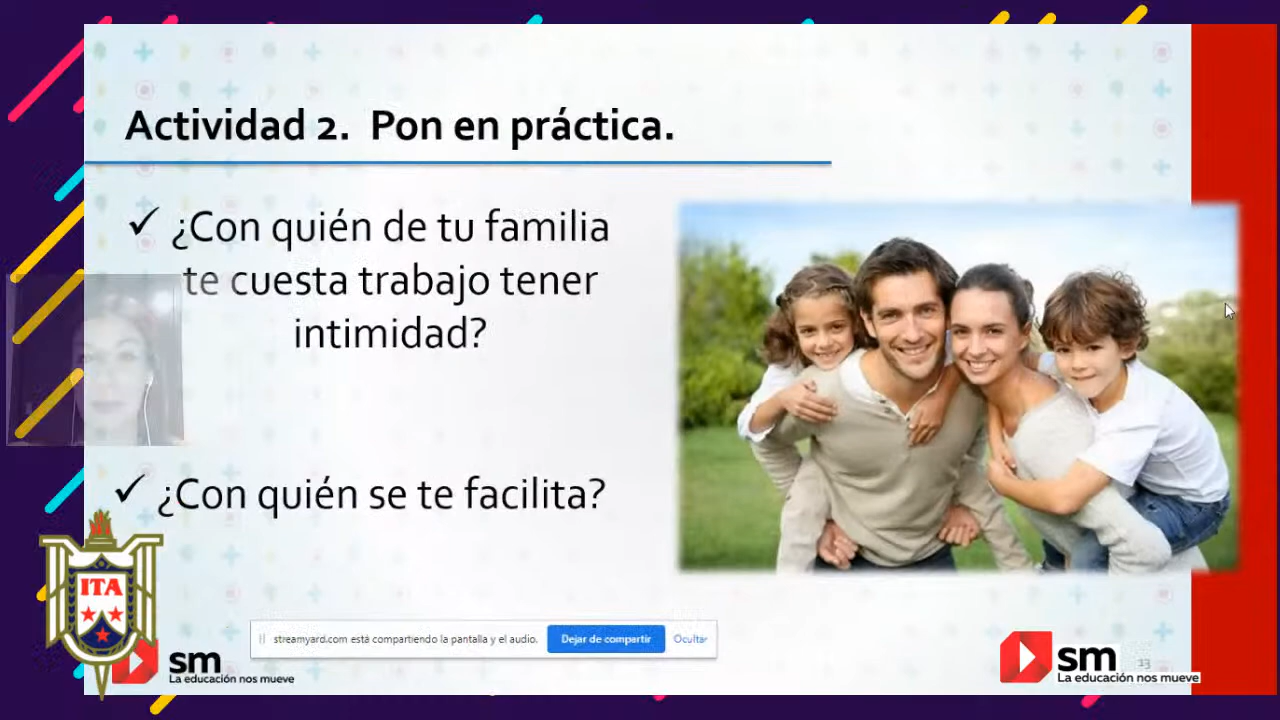 Actividad 2.  Pon en práctica.
✓ ¿Con quién de tu familia
te cuesta trabajo tener
intimidad?
✓ ¿Con quién se te facilita?
ITA
streamyard.com está compartiendo la pantalla y el audio. Dejar de compartir Ocultar
sm
La educación nos mueve
sm 13
La educación nos mueve